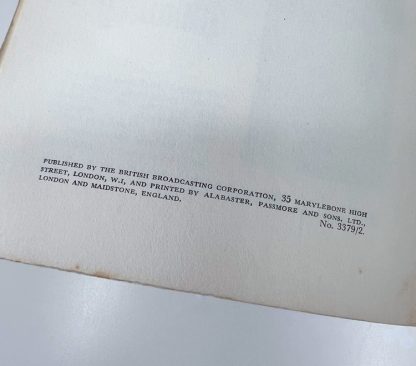 PUBLISHED BY THE BRITISH BROADCASTING CORPORATION, 35 MARYLEBONE HIGH
STREET, LONDON, W.1, AND PRINTED BY ALABASTER, PASSMORE AND SONS, LTD.,
LONDON AND MAIDSTONE, ENGLAND.
No. 3379/2.